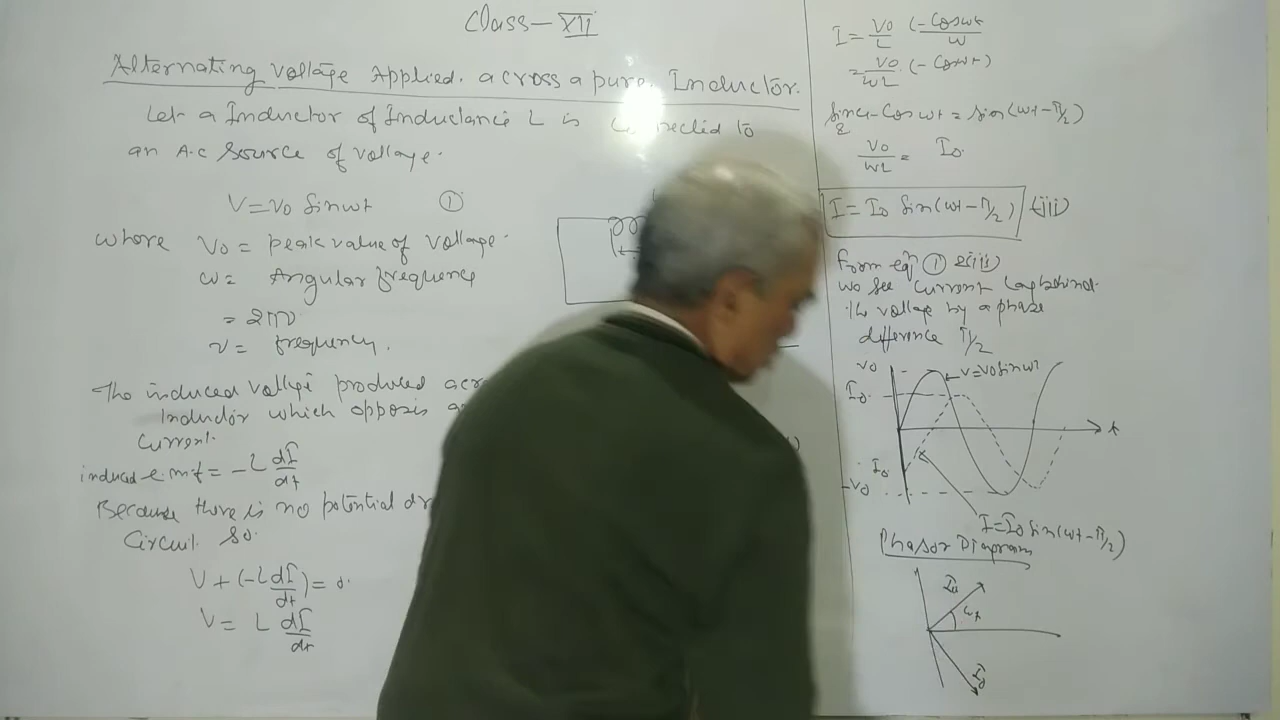 Class-XII
Alternating Voltage Applied. across a pure Inductor.
Let a Inductor of Inductance L is connected to
an A.C Source of voltage.
V=V0 Sinωt ①
where V0 = peak value of voltage.
ω= Angular frequency
= 2πν
ν= frequency.
The induced voltage produced
Inductor which opposes
Current.
induced e.m.f = -L dI/dt
Because there is no potential
Circuit. So.
V + (-L dI/dt) = 0.
V = L dI/dt
I = V0/L (-Cosωt)/ω
= V0/ωL . (-Cosωt)
Since -Cosωt = Sin(ωt-π/2)
V0/ωL = I0.
I = I0 Sin(ωt-π/2) (iii)
From eqn ① & (iii)
we see Current lag behind.
the voltage by a phase
difference π/2
V0
V=V0 sinωt
I0.
t
I0
-V0
I=I0 Sin(ωt-π/2)
Phasor Diagram
ωt
I0